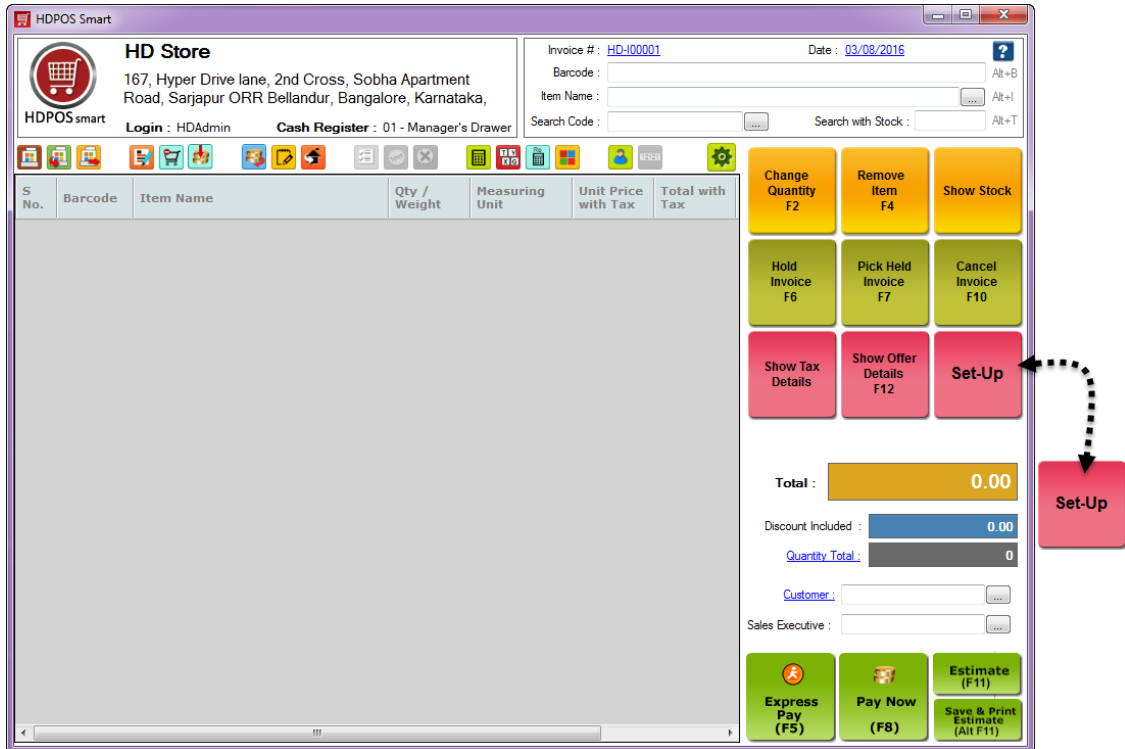 HDPOS Smart
HD Store
167, Hyper Drive lane, 2nd Cross, Sobha Apartment
Road, Sarjapur ORR Bellandur, Bangalore, Karnataka,
HDPOS smart
Login : HDAdmin Cash Register : 01 - Manager's Drawer
Invoice # : HD-I00001 Date : 03/08/2016 ?
Barcode : Alt+B
Item Name : ... Alt+I
Search Code : ... Search with Stock : Alt+T
S No. Barcode Item Name Qty / Weight Measuring Unit Unit Price with Tax Total with Tax
Change
Quantity
F2
Remove
Item
F4
Show Stock
Hold
Invoice
F6
Pick Held
Invoice
F7
Cancel
Invoice
F10
Show Tax
Details
Show Offer
Details
F12
Set-Up
Set-Up
Total : 0.00
Discount Includ ed : 0.00
Quantity Total : 0
Customer : ...
Sales Executive : ...
Express
Pay
(F5)
Pay Now
(F8)
Estimate
(F11)
Save & Print
Estimate
(Alt F11)